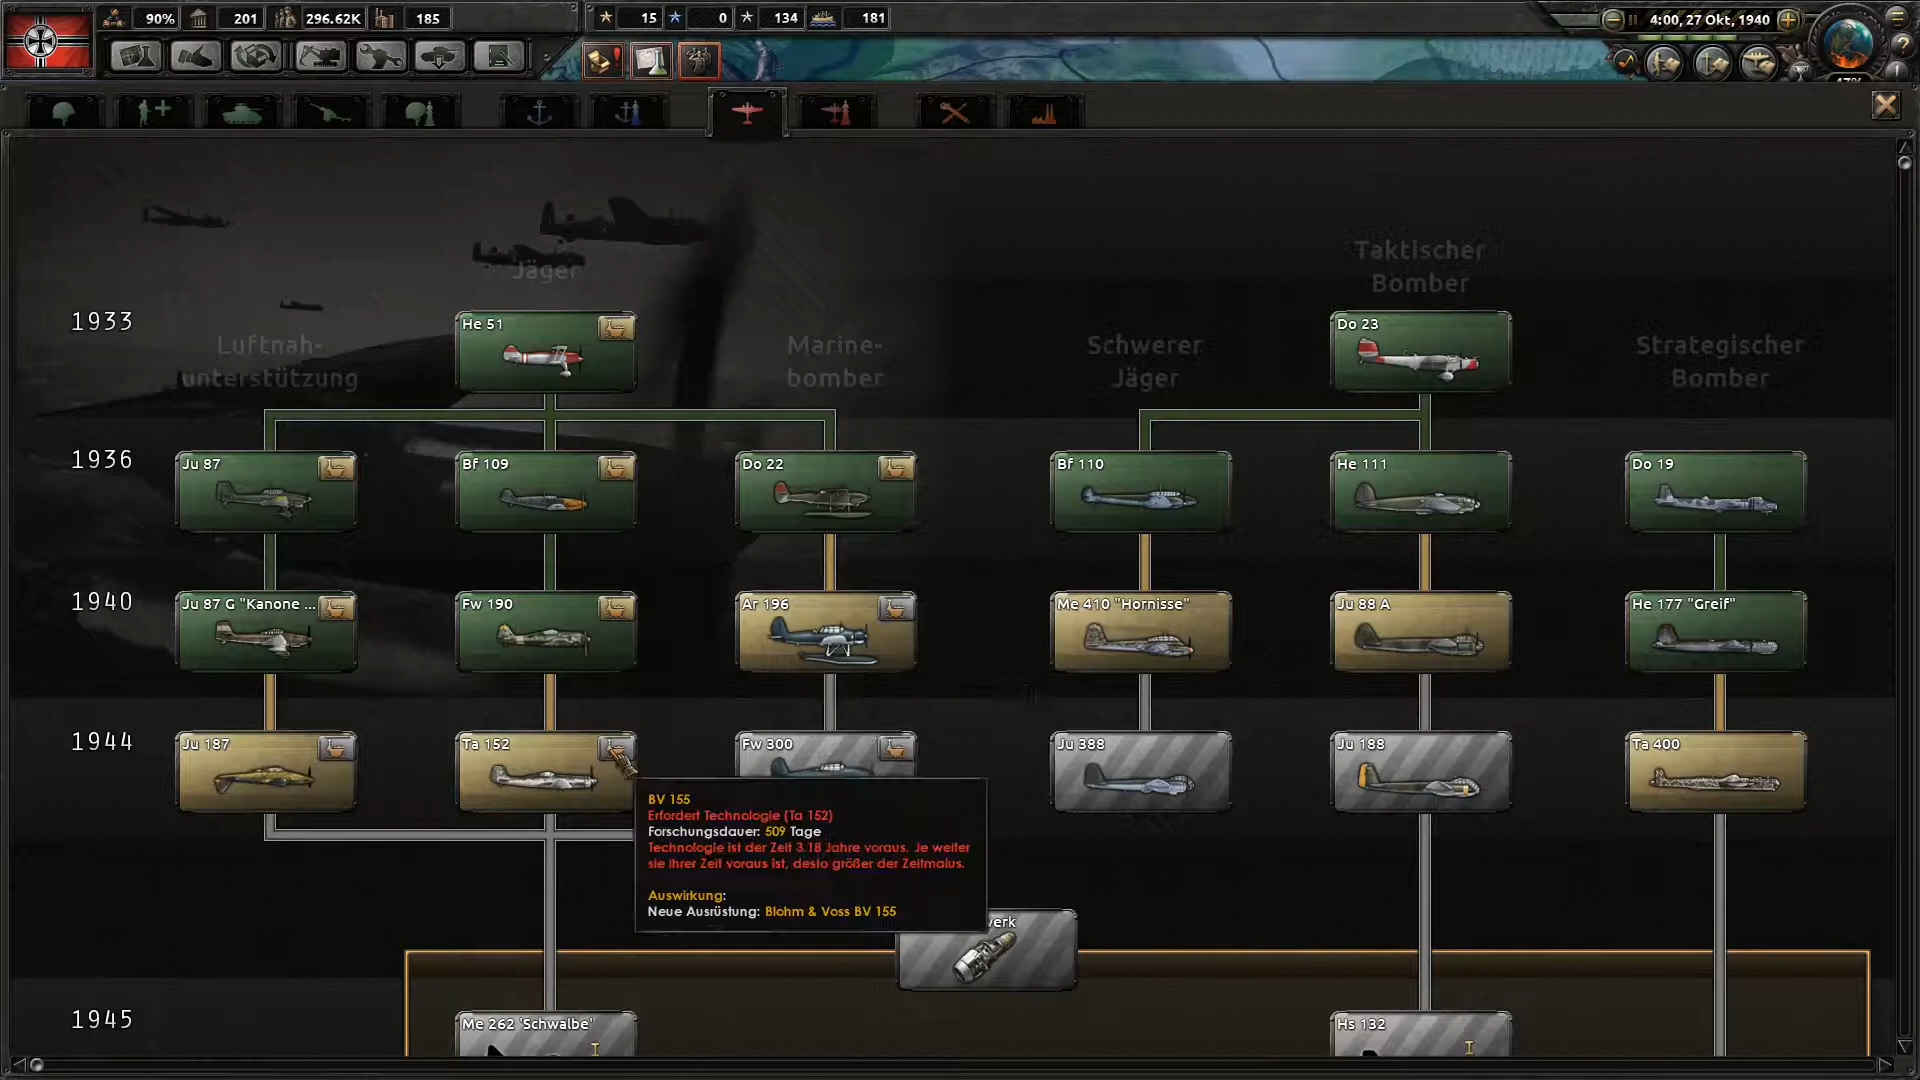 90%
201
296.62K
185
15
0
134
181
4:00, 27 Okt, 1940
Jäger
Taktischer
Bomber
1933
He 51
Do 23
Luftnah-
unterstützung
Marine-
bomber
Schwerer
Jäger
Strategischer
Bomber
1936
Ju 87
Bf 109
Do 22
Bf 110
He 111
Do 19
1940
Ju 87 G "Kanone ...
Fw 190
Ar 196
Me 410 "Hornisse"
Ju 88 A
He 177 "Greif"
1944
Ju 187
Ta 152
Fw 300
Ju 388
Ju 188
Ta 400
BV 155
Erfordert Technologie (Ta 152)
Forschungsdauer: 509 Tage
Technologie ist der Zeit 3.18 Jahre voraus. Je weiter
sie ihrer Zeit voraus ist, desto größer der Zeitmalus.
Auswirkung:
Neue Ausrüstung: Blohm & Voss BV 155
werk
1945
Me 262 'Schwalbe'
I
Hs 132
I